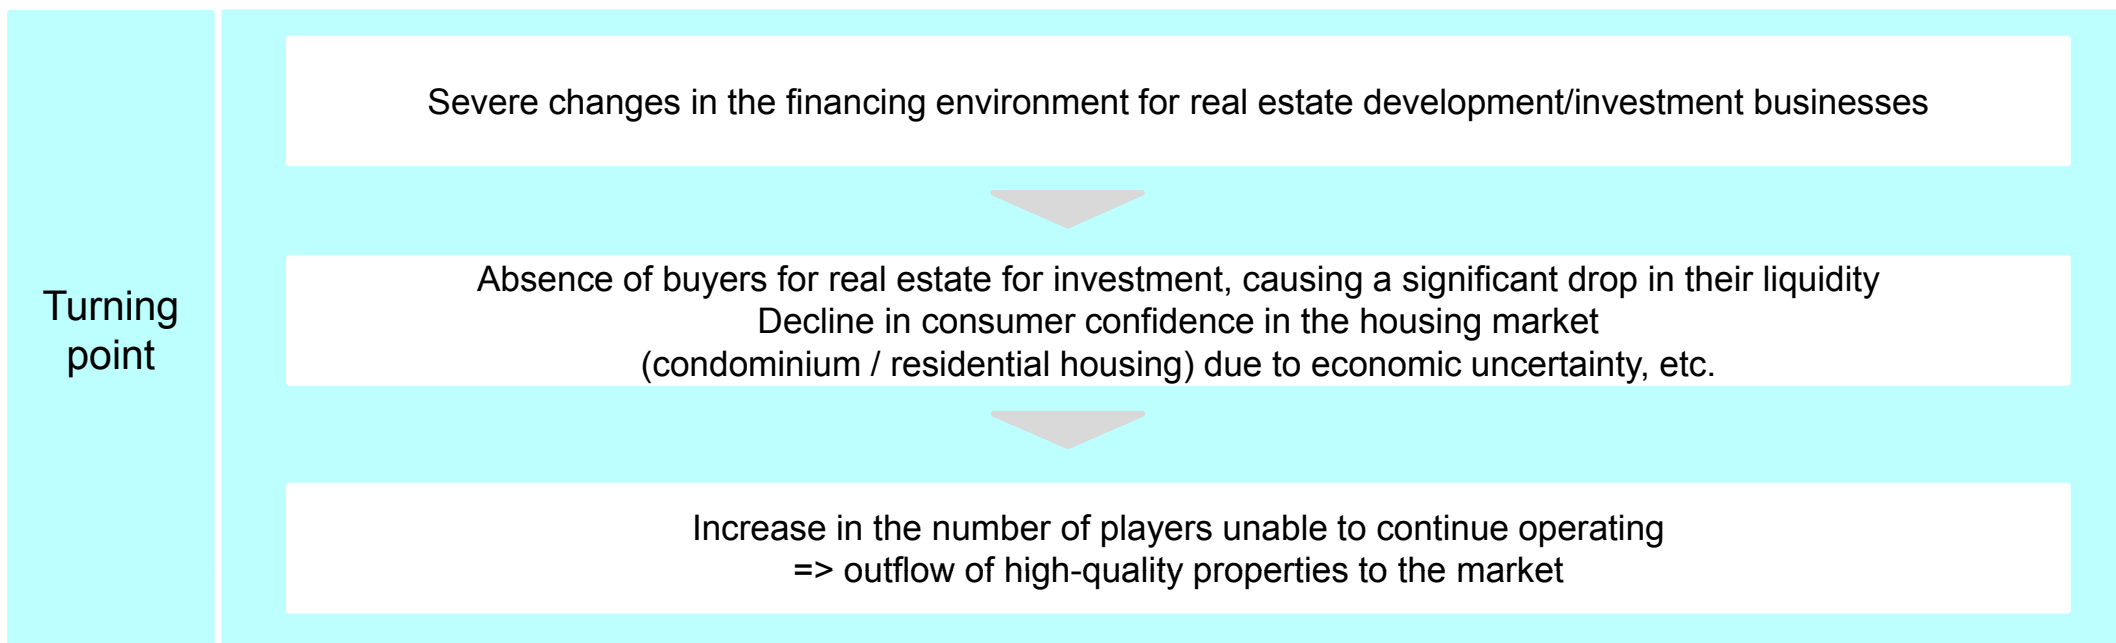 Turning
point
Severe changes in the financing environment for real estate development/investment businesses
Absence of buyers for real estate for investment, causing a significant drop in their liquidity
Decline in consumer confidence in the housing market
(condominium / residential housing) due to economic uncertainty, etc.
Increase in the number of players unable to continue operating
=> outflow of high-quality properties to the market